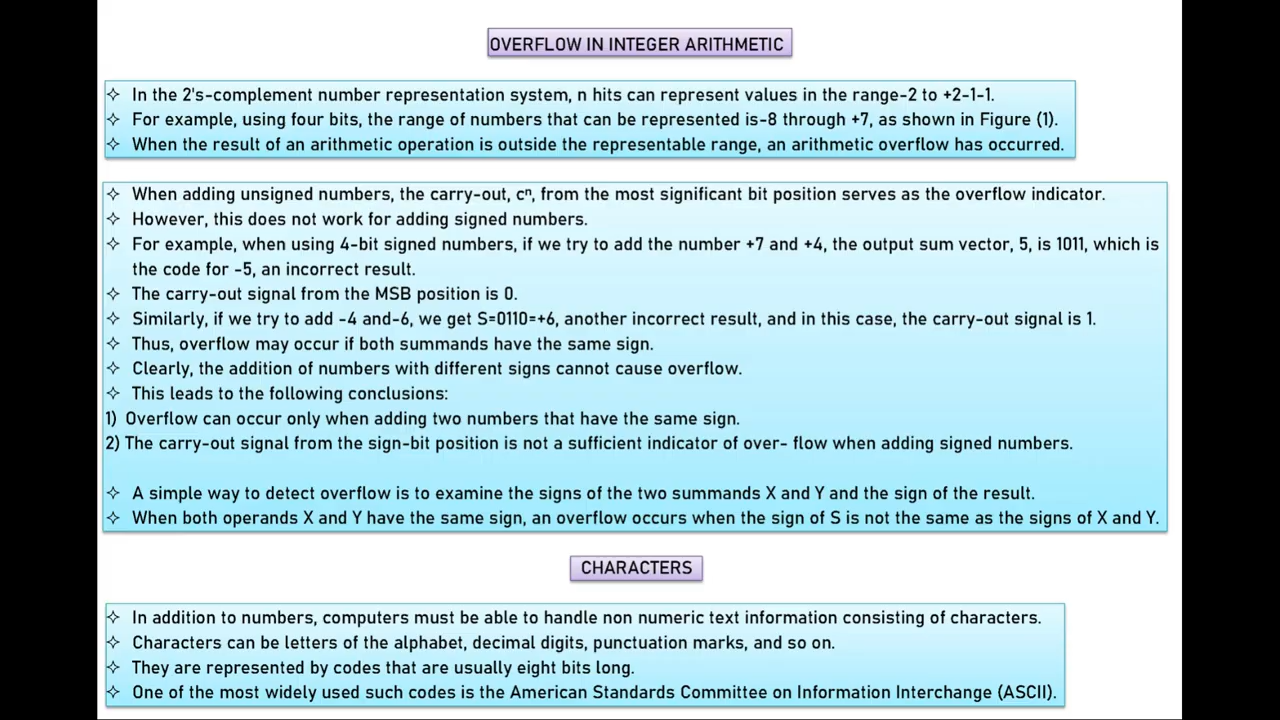 OVERFLOW IN INTEGER ARITHMETIC
✧ In the 2's-complement number representation system, n hits can represent values in the range-2 to +2-1-1.
✧ For example, using four bits, the range of numbers that can be represented is-8 through +7, as shown in Figure (1).
✧ When the result of an arithmetic operation is outside the representable range, an arithmetic overflow has occurred.
✧ When adding unsigned numbers, the carry-out, cⁿ, from the most significant bit position serves as the overflow indicator.
✧ However, this does not work for adding signed numbers.
✧ For example, when using 4-bit signed numbers, if we try to add the number +7 and +4, the output sum vector, 5, is 1011, which is
the code for -5, an incorrect result.
✧ The carry-out signal from the MSB position is 0.
✧ Similarly, if we try to add -4 and-6, we get S=0110=+6, another incorrect result, and in this case, the carry-out signal is 1.
✧ Thus, overflow may occur if both summands have the same sign.
✧ Clearly, the addition of numbers with different signs cannot cause overflow.
✧ This leads to the following conclusions:
1) Overflow can occur only when adding two numbers that have the same sign.
2) The carry-out signal from the sign-bit position is not a sufficient indicator of over- flow when adding signed numbers.
✧ A simple way to detect overflow is to examine the signs of the two summands X and Y and the sign of the result.
✧ When both operands X and Y have the same sign, an overflow occurs when the sign of S is not the same as the signs of X and Y.
CHARACTERS
✧ In addition to numbers, computers must be able to handle non numeric text information consisting of characters.
✧ Characters can be letters of the alphabet, decimal digits, punctuation marks, and so on.
✧ They are represented by codes that are usually eight bits long.
✧ One of the most widely used such codes is the American Standards Committee on Information Interchange (ASCII).